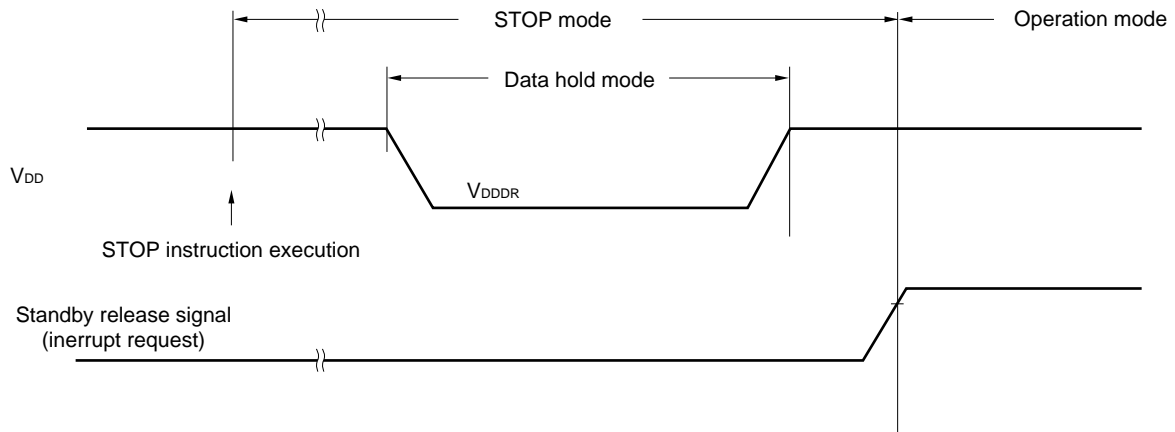 STOP mode
Operation mode
Data hold mode
VDD
VDDDR
STOP instruction execution
Standby release signal
(inerrupt request)